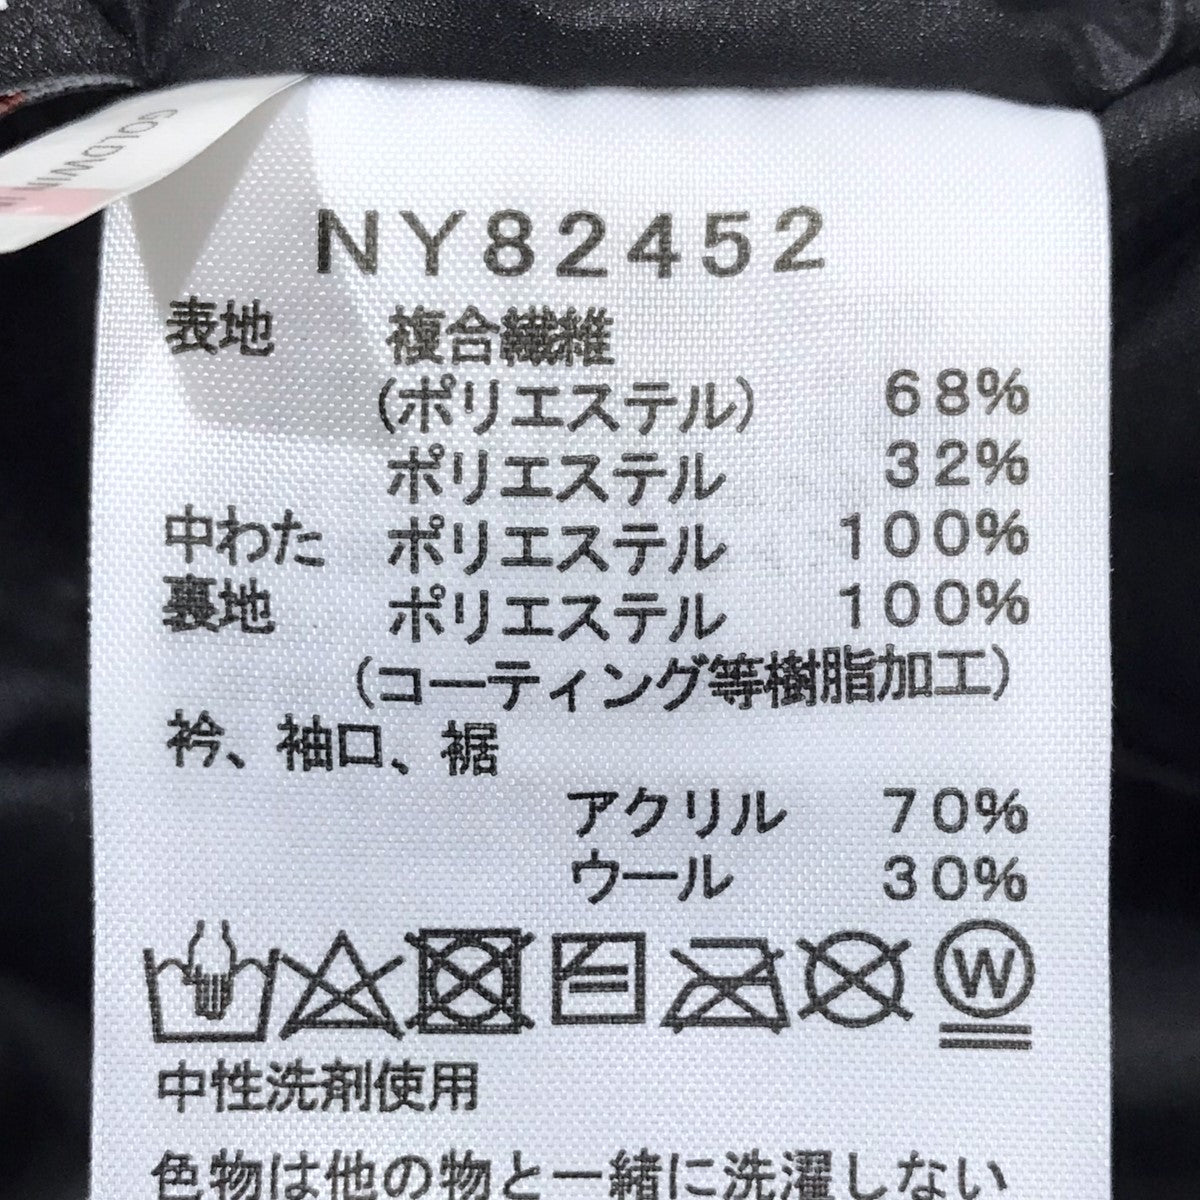 GOLDWIN
NY82452
表地 複合繊維
(ポリエステル) 68%
ポリエステル 32%
中わた ポリエステル 100%
裏地 ポリエステル 100%
(コーティング等樹脂加工)
衿、袖口、裾
アクリル 70%
ウール 30%
W
中性洗剤使用
色物は他の物と一緒に洗濯しない